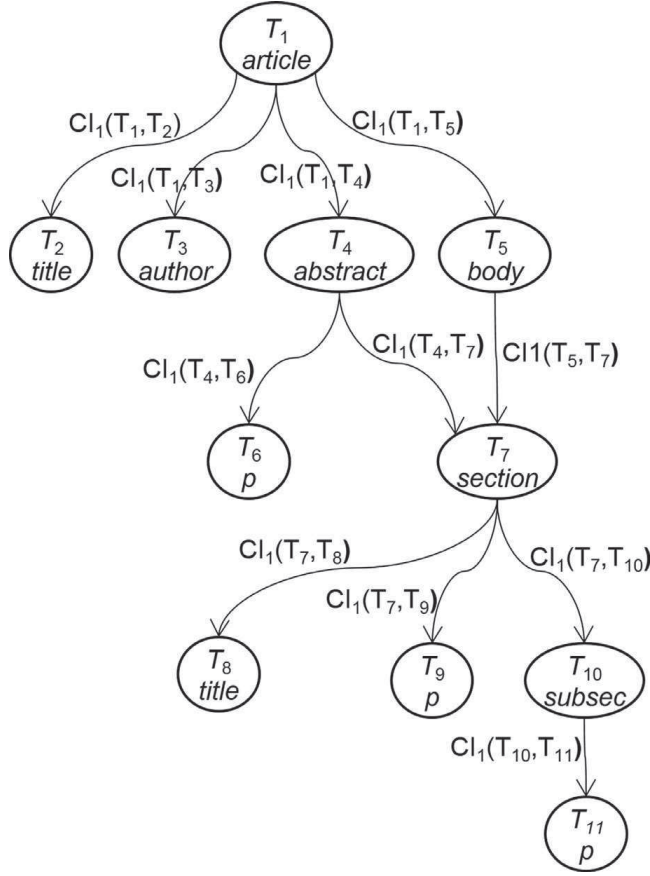 T₁
article
Cl₁(T₁,T₂)
Cl₁(T₁,T₃)
Cl₁(T₁,T₄)
Cl₁(T₁,T₅)
T₂
title
T₃
author
T₄
abstract
T₅
body
Cl₁(T₄,T₆)
Cl₁(T₄,T₇)
Cl1(T₅,T₇)
T₆
p
T₇
section
Cl₁(T₇,T₈)
Cl₁(T₇,T₉)
Cl₁(T₇,T₁₀)
T₈
title
T₉
p
T₁₀
subsec
Cl₁(T₁₀,T₁₁)
T₁₁
p